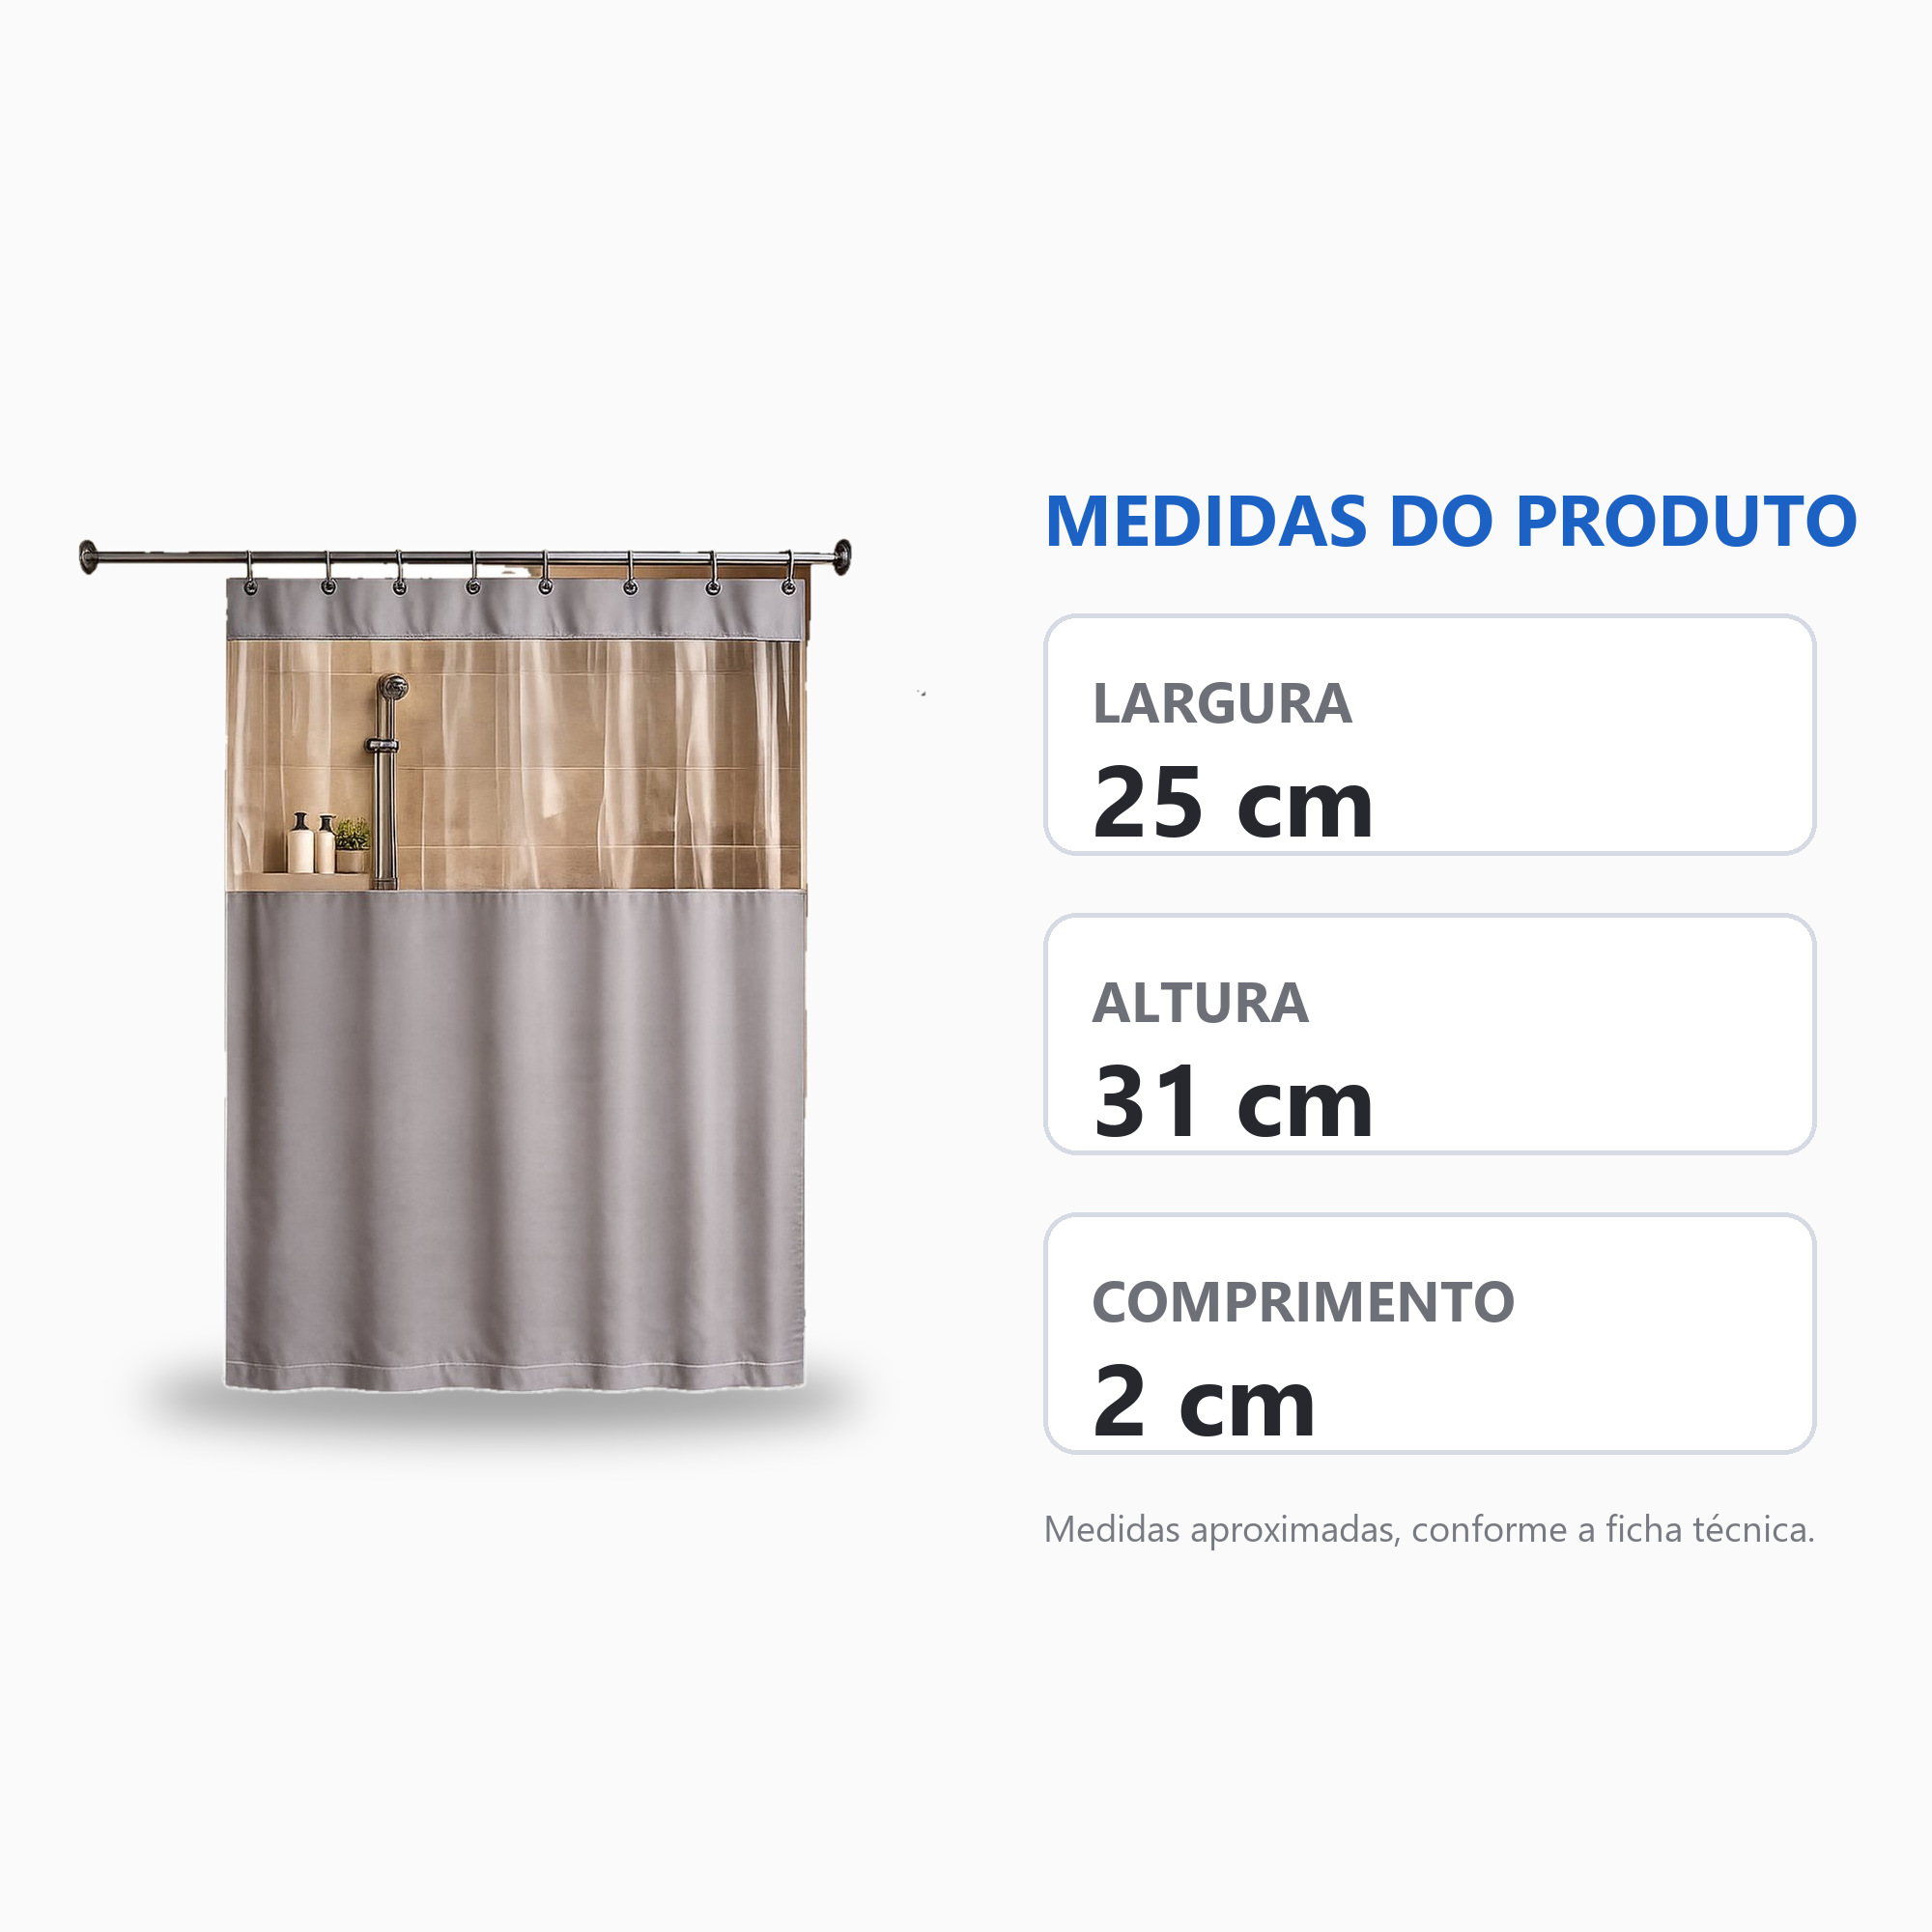 MEDIDAS DO PRODUTO
LARGURA
25 cm
ALTURA
31 cm
COMPRIMENTO
2 cm
Medidas aproximadas, conforme a ficha técnica.